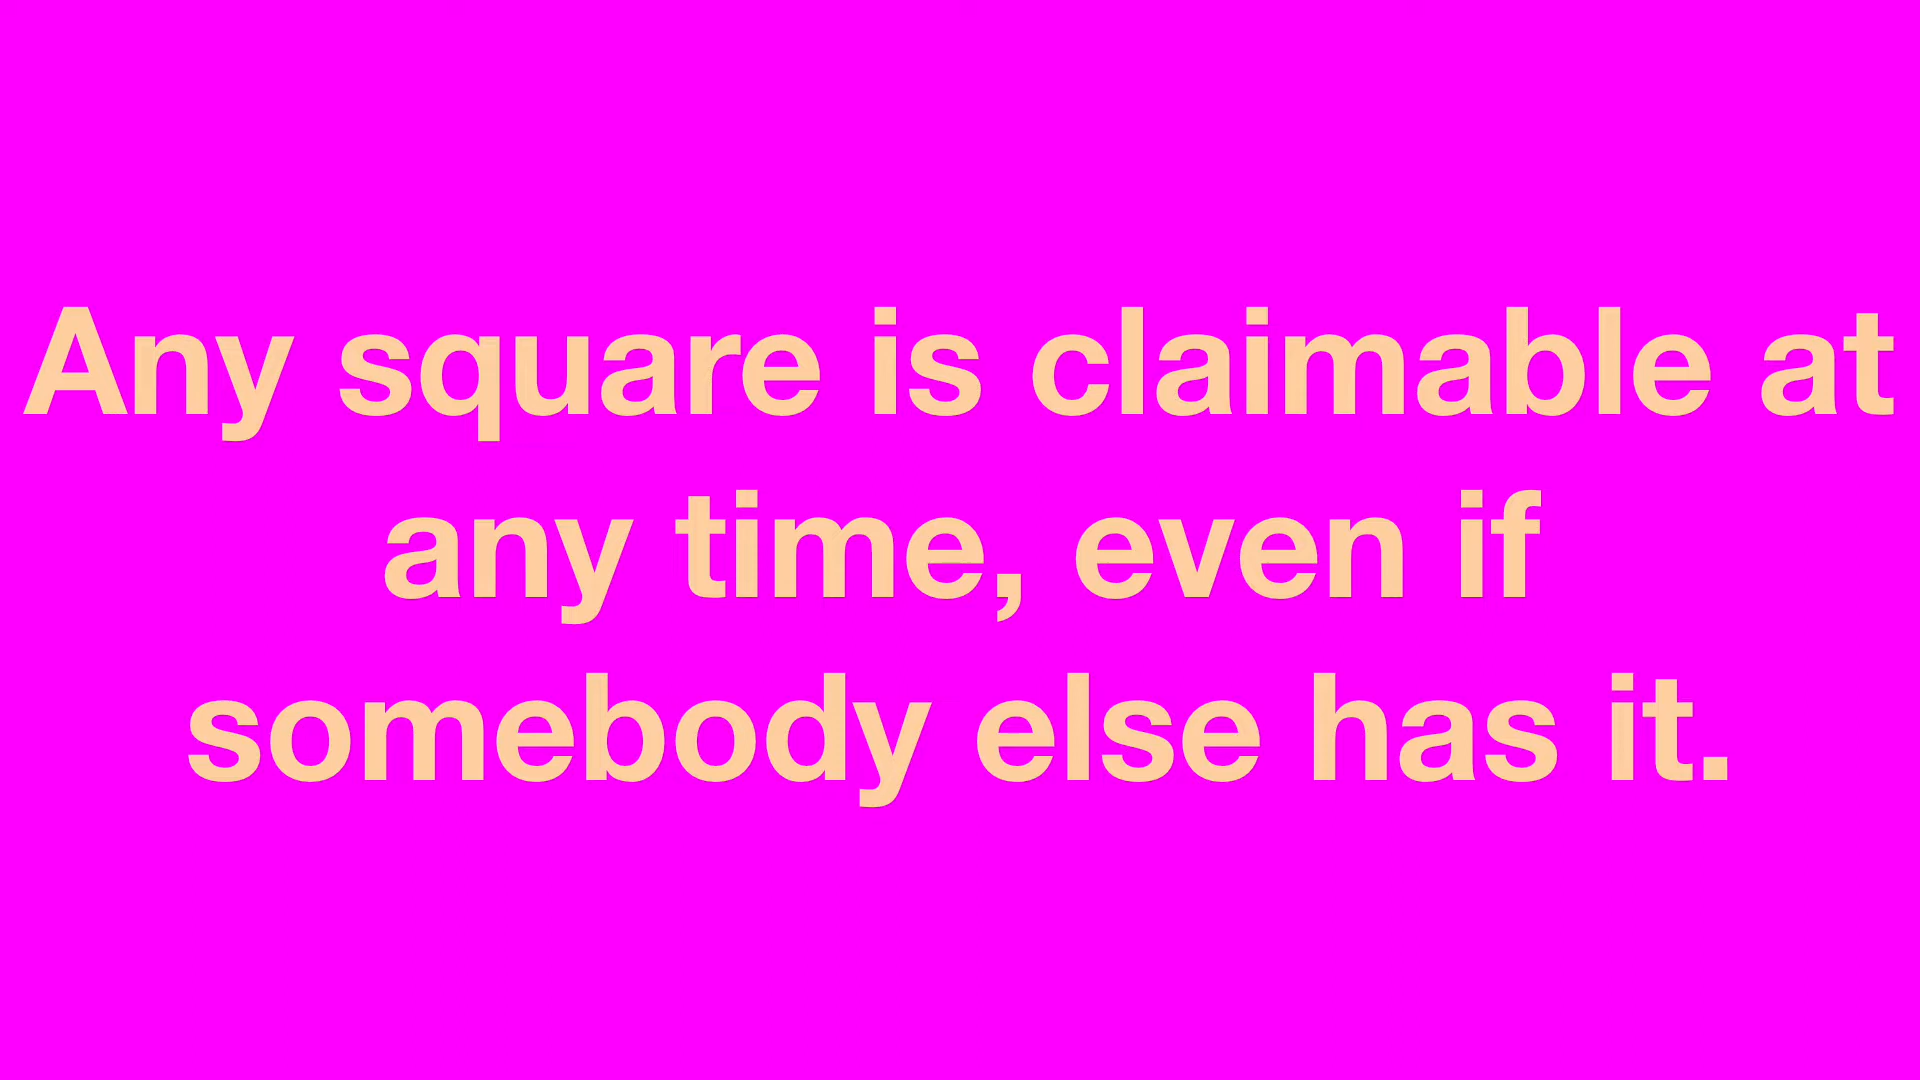 Any square is claimable at
any time, even if
somebody else has it.